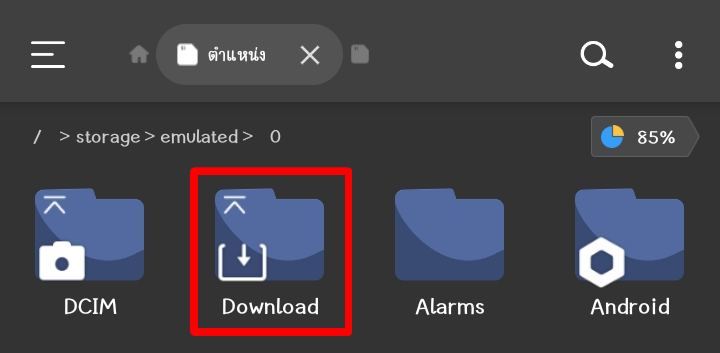 ตำแหน่ง
/ > storage > emulated > 0
85%
DCIM Download Alarms Android